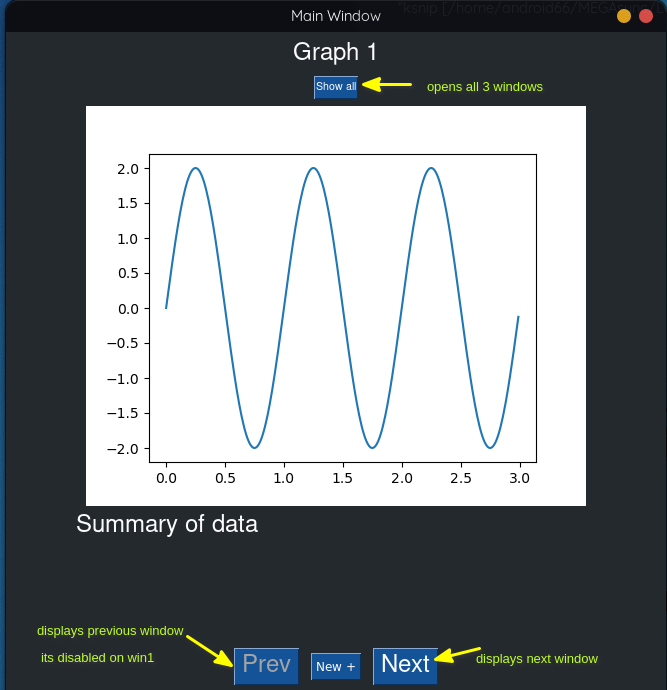 "ksnip [/home/android66/MEGA
Main Window
Graph 1
Show all
opens all 3 windows
2.0
1.5
1.0
0.5
0.0
−0.5
−1.0
−1.5
−2.0
0.0 0.5 1.0 1.5 2.0 2.5 3.0
Summary of data
displays previous window
its disabled on win1
Prev New + Next
displays next window